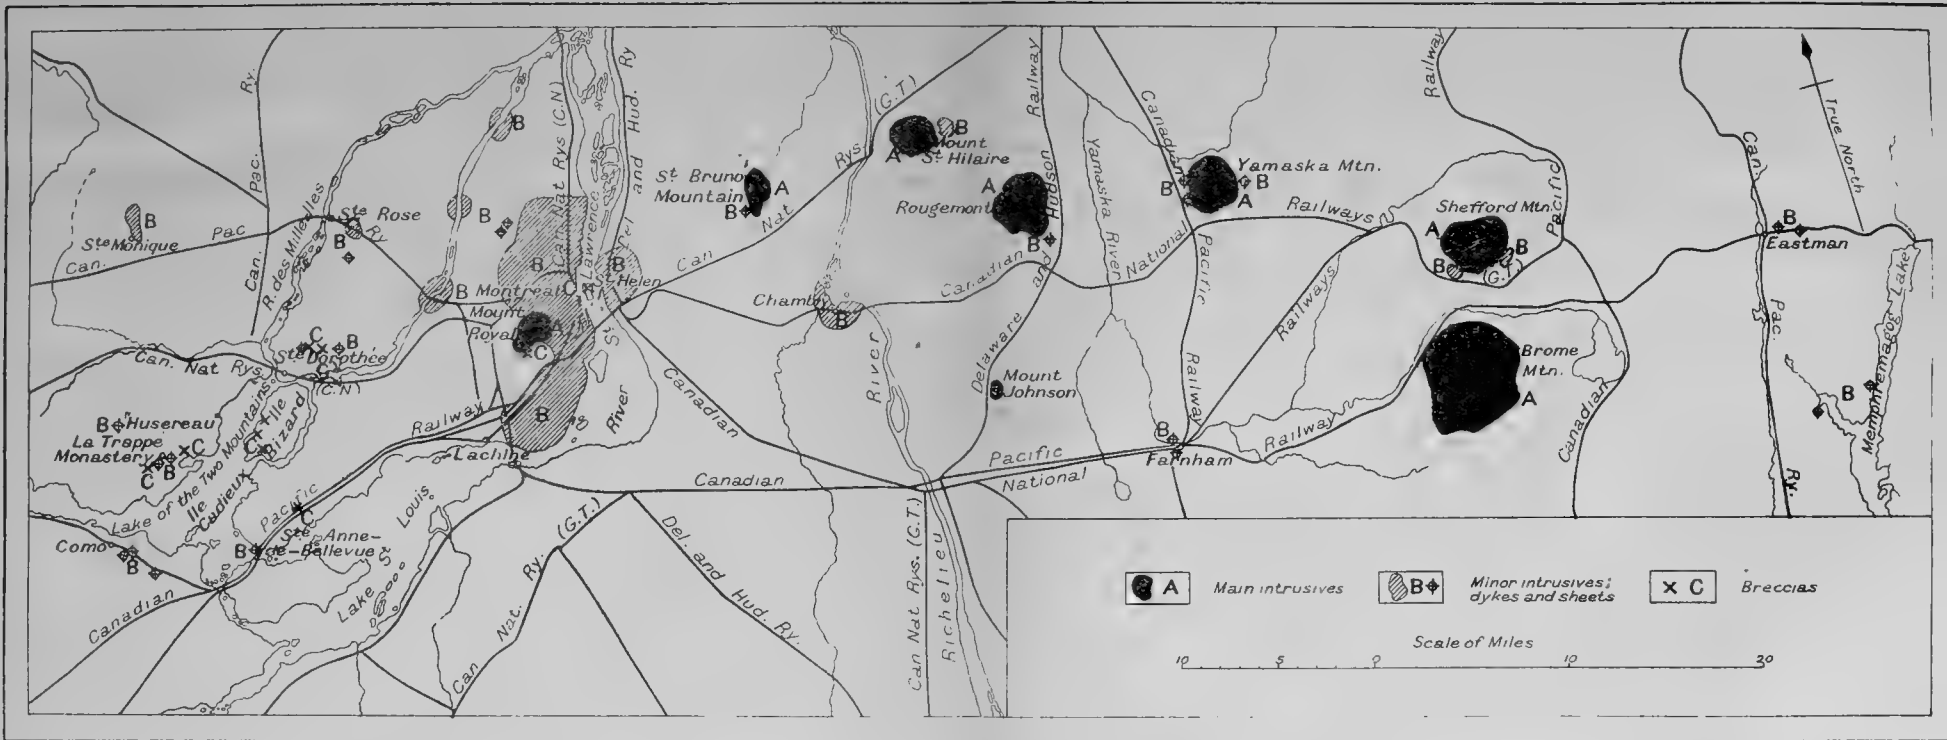 Can. Pac. Ry.
R. des Milles Iles
Can Nat Rys (C.N)
St Lawrence
Del and Hud. Ry
Can Nat Rys. (G.T.)
Delaware and Hudson Railway
Yamaska River
Canadian Pacific Railway
Canadian National Railways
Railway
Pacific
Canadian
Can. Pac. Ry.
True North
B
Ste Monique
Can. Pac Ry
Ste Rose
B
B
B
B
Montreal
B
C
St Helen
B
Mount Royal
A
C
B
St Bruno
Mountain
A
B
A
B
Mount
St Hilaire
A
Rougemont
B
Yamaska Mtn.
B
B
A
Shefford Mtn.
A
B
B
(G.T.)
B
Eastman
Memphremagog Lake
B
Chambly
B
River
Mount
Johnson
Brome
Mtn.
A
Railways
Railway
Can. Nat Rys.
(C.N)
C
Ste Dorothée
B
C
B Husereau
La Trappe
Monastery
C
B
C
Lake of the Two Mountains
Ile Bizard
C
Ile Cadieux
Railway
Pacific
C
Ste Anne-
de-Bellevue
B
Como
B
Canadian
Lake St Louis
Lachine
St
River
Canadian
Canadian
Pacific
National
B
Farnham
Can Nat. Ry. (G.T.)
Del. and Hud. Ry.
Can Nat Rys. (G.T.)
Richelieu
A Main intrusives
B Minor intrusives;
dykes and sheets
C Breccias
Scale of Miles
10 5 0 10 20